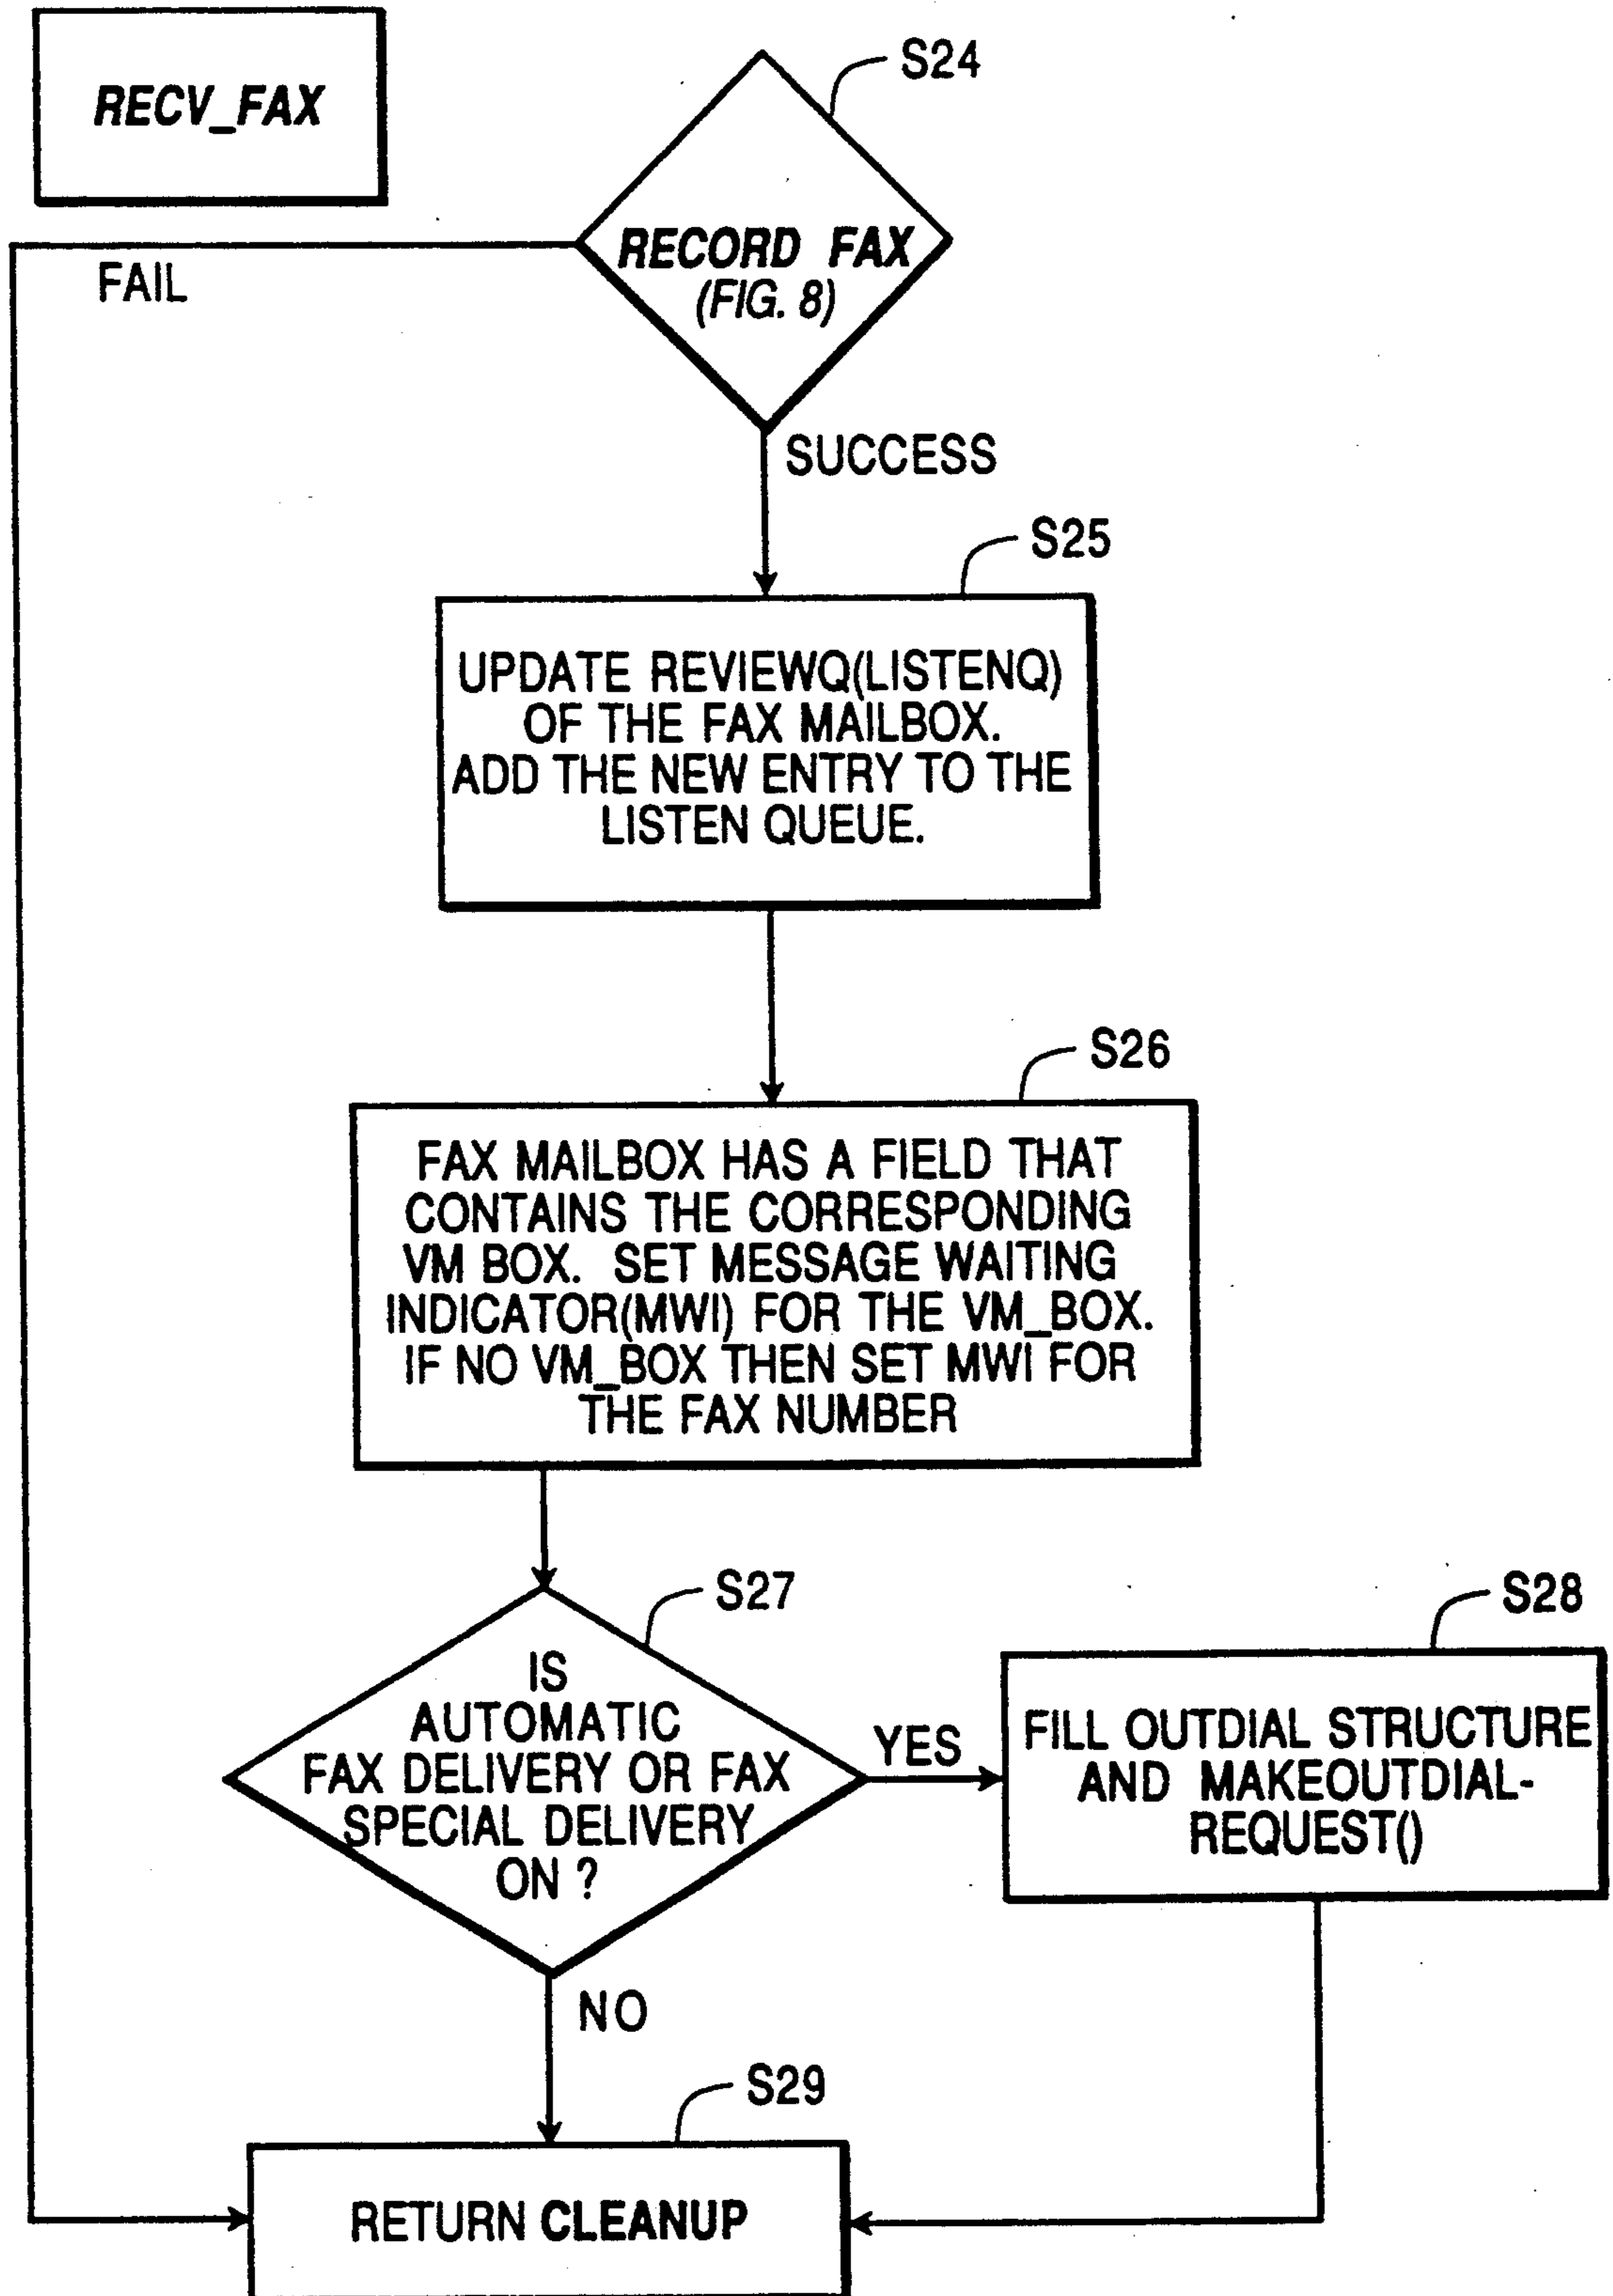 RECV_FAX
S24
RECORD FAX
(FIG. 8)
FAIL
SUCCESS
S25
UPDATE REVIEWQ(LISTENQ)
OF THE FAX MAILBOX.
ADD THE NEW ENTRY TO THE
LISTEN QUEUE.
S26
FAX MAILBOX HAS A FIELD THAT
CONTAINS THE CORRESPONDING
VM BOX. SET MESSAGE WAITING
INDICATOR(MWI) FOR THE VM_BOX.
IF NO VM_BOX THEN SET MWI FOR
THE FAX NUMBER
S27
IS
AUTOMATIC
FAX DELIVERY OR FAX
SPECIAL DELIVERY
ON ?
YES
S28
FILL OUTDIAL STRUCTURE
AND MAKEOUTDIAL-
REQUEST()
NO
S29
RETURN CLEANUP